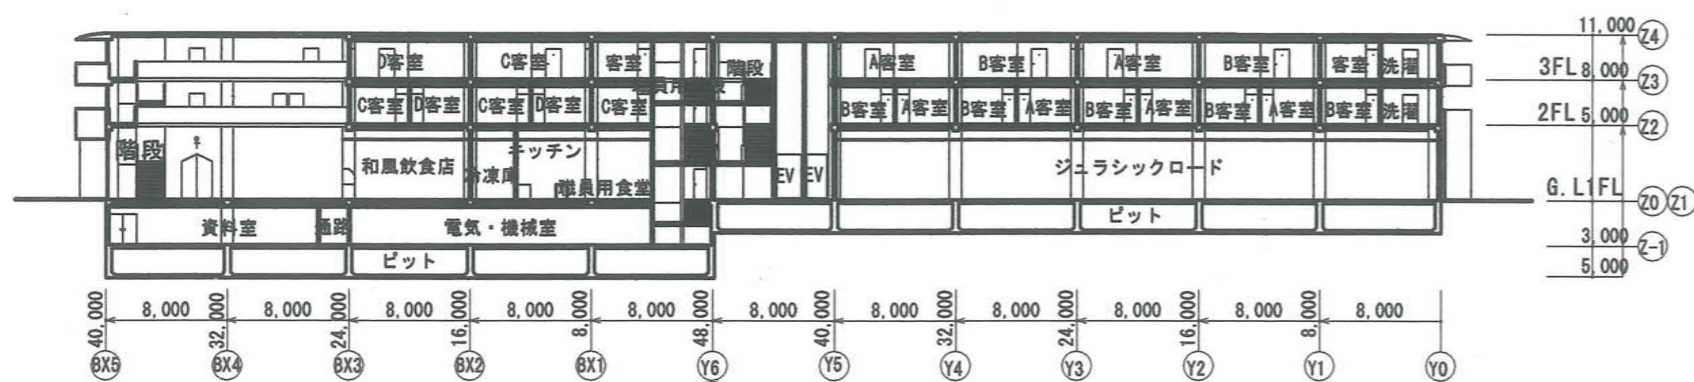 11,000 Z4
D客室 C客室 客室 階段 A客室 B客室 A客室 B客室 客室 洗濯
3FL 8,000 Z3
C客室 D客室 C客室 D客室 C客室 B客室 A客室 B客室 A客室 B客室 A客室 B客室 A客室 B客室 洗濯
2FL 5,000 Z2
階段 和風飲食店 冷凍庫 キッチン 職員用食堂 EV EV ジュラシックロード
G.L1FL Z0 Z1
資料室 通路 電気・機械室 ピット
3,000 Z-1
ピット
5,000
40,000 32,000 24,000 16,000 8,000 48,000 40,000 32,000 24,000 16,000 8,000
8,000 8,000 8,000 8,000 8,000 8,000 8,000 8,000 8,000 8,000 8,000
BX5 BX4 BX3 BX2 BX1 Y6 Y5 Y4 Y3 Y2 Y1 Y0